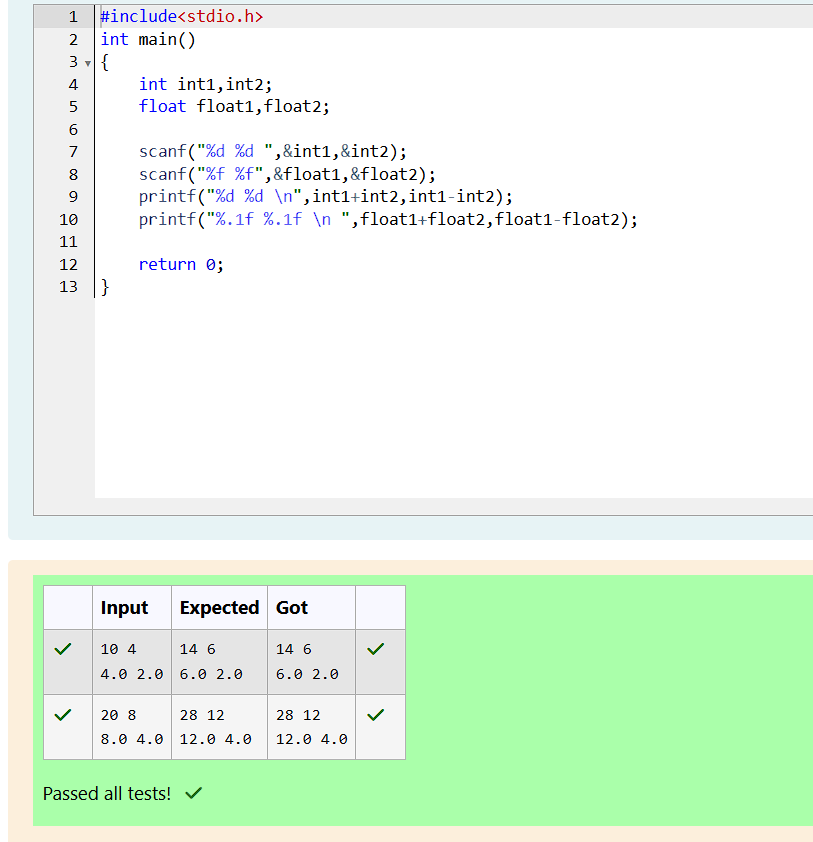 1 #include<stdio.h>
2 int main()
3 {
4     int int1,int2;
5     float float1,float2;
6
7     scanf("%d %d ",&int1,&int2);
8     scanf("%f %f",&float1,&float2);
9     printf("%d %d \n",int1+int2,int1-int2);
10     printf("%.1f %.1f \n ",float1+float2,float1-float2);
11
12     return 0;
13 }
Input Expected Got
10 4 14 6 14 6
4.0 2.0 6.0 2.0 6.0 2.0
20 8 28 12 28 12
8.0 4.0 12.0 4.0 12.0 4.0
Passed all tests!